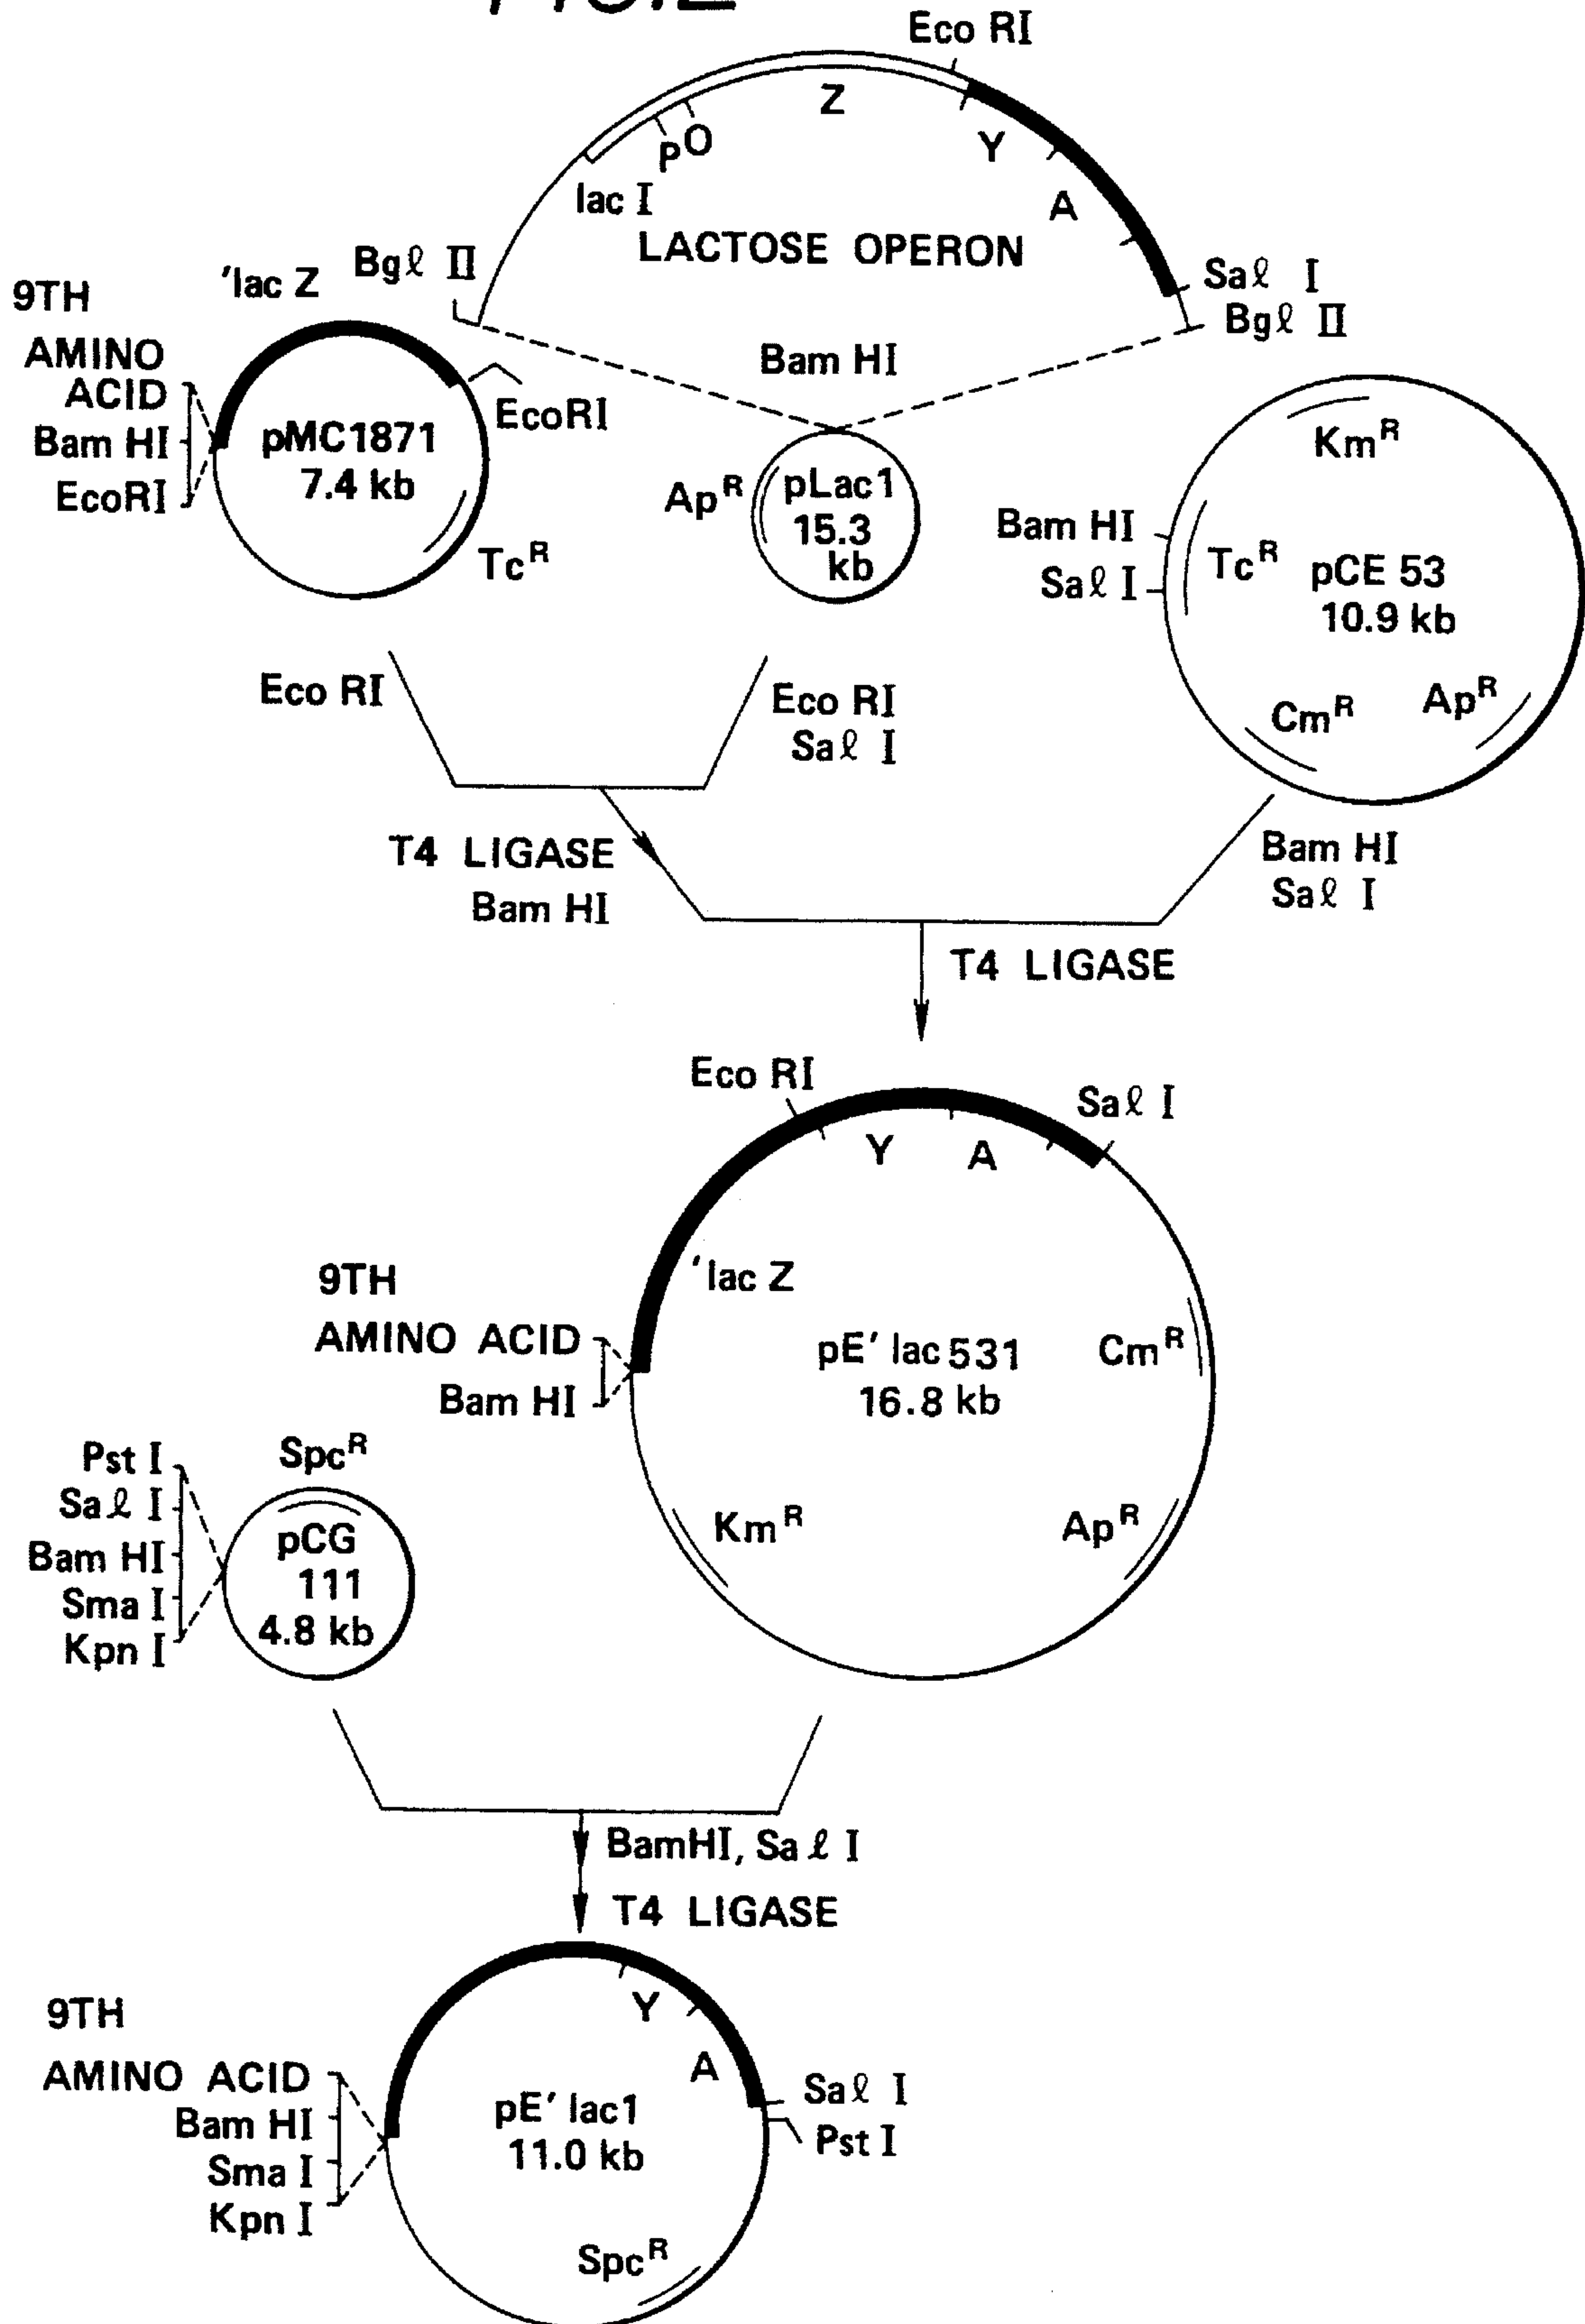 FIG.2
Eco RI
Z
P O
Y
lac I
A
LACTOSE OPERON
Bgℓ II
Saℓ I
Bgℓ II
Bam HI
'lac Z
9TH
AMINO
ACID
Bam HI
EcoRI
EcoRI
pMC1871
7.4 kb
Tc^R
Ap^R
pLac1
15.3
kb
Km^R
Bam HI
Saℓ I
Tc^R
pCE 53
10.9 kb
Cm^R
Ap^R
Eco RI
Eco RI
Saℓ I
T4 LIGASE
Bam HI
Bam HI
Saℓ I
T4 LIGASE
Eco RI
Saℓ I
Y
A
'lac Z
9TH
AMINO ACID
Bam HI
pE' lac 531
16.8 kb
Cm^R
Km^R
Ap^R
Spc^R
Pst I
Saℓ I
Bam HI
Sma I
Kpn I
pCG
111
4.8 kb
BamHI, Saℓ I
T4 LIGASE
Y
A
9TH
AMINO ACID
Bam HI
Sma I
Kpn I
pE' lac1
11.0 kb
Saℓ I
Pst I
Spc^R